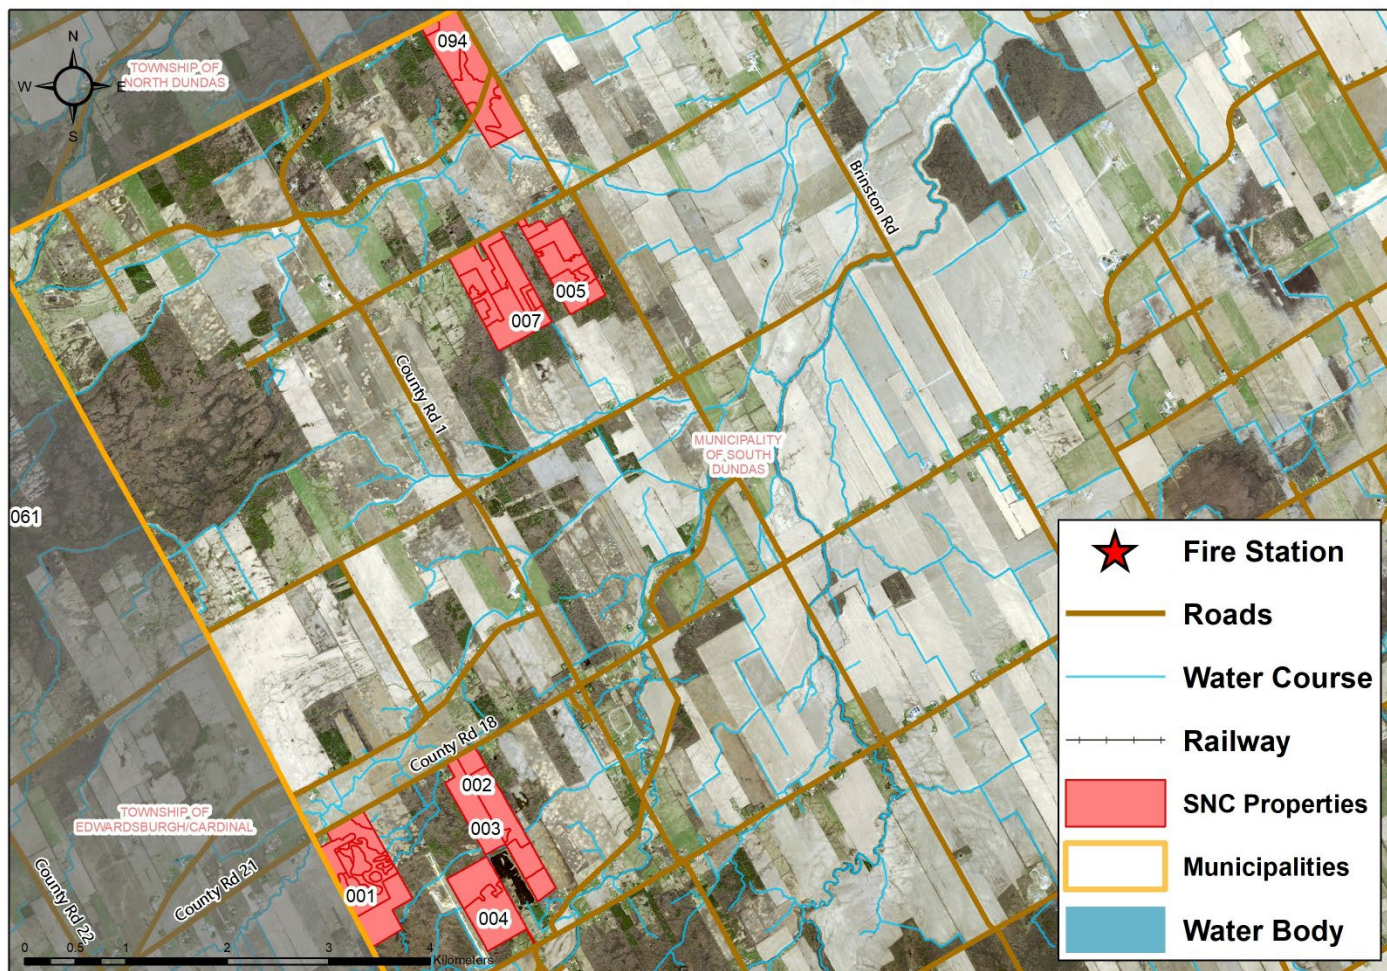 094
N
W
E
S
TOWNSHIP OF
NORTH DUNDAS
Brinston Rd
005
007
County Rd 1
MUNICIPALITY
OF SOUTH
DUNDAS
061
County Rd 18
002
003
TOWNSHIP OF
EDWARDSBURGH/CARDINAL
County Rd 22
County Rd 21
001
004
0 0.5 1 2 3 4
Kilometers
Fire Station
Roads
Water Course
Railway
SNC Properties
Municipalities
Water Body